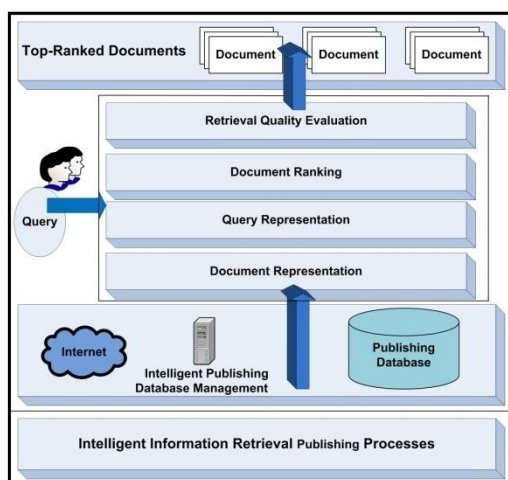 Top-Ranked Documents
Document
Document
Document
Retrieval Quality Evaluation
Document Ranking
Query
Query Representation
Document Representation
Internet
Intelligent Publishing
Database Management
Publishing
Database
Intelligent Information Retrieval Publishing Processes